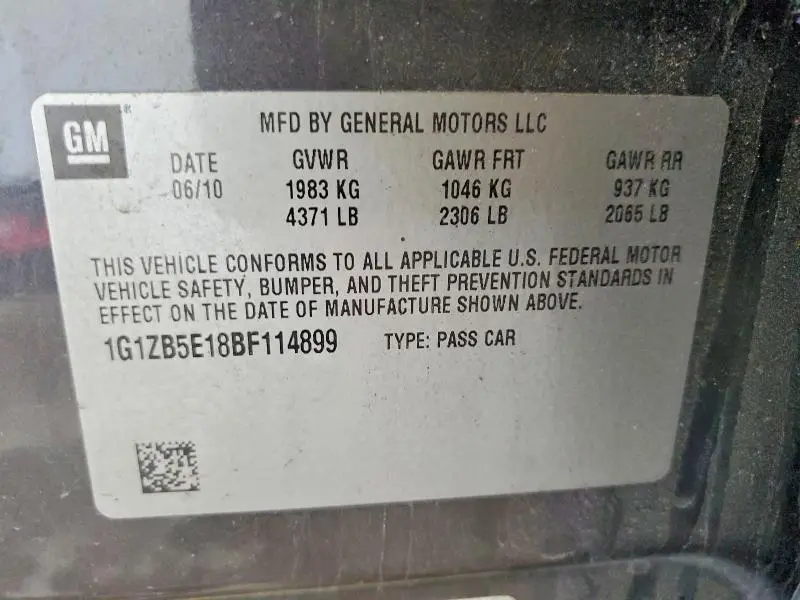 GM
MFD BY GENERAL MOTORS LLC
DATE GVWR GAWR FRT GAWR RR
06/10 1983 KG 1046 KG 937 KG
4371 LB 2306 LB 2065 LB
THIS VEHICLE CONFORMS TO ALL APPLICABLE U.S. FEDERAL MOTOR
VEHICLE SAFETY, BUMPER, AND THEFT PREVENTION STANDARDS IN
EFFECT ON THE DATE OF MANUFACTURE SHOWN ABOVE.
1G1ZB5E18BF114899 TYPE: PASS CAR